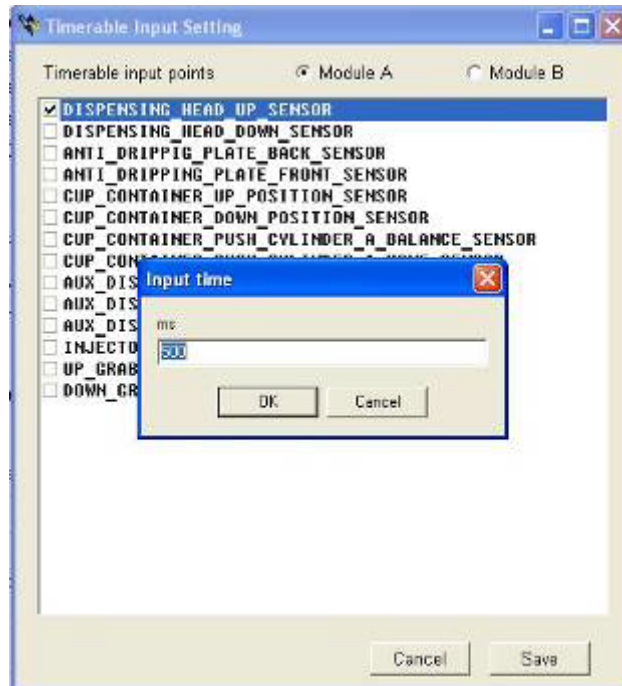 Timerable Input Setting
Timerable input points Module A Module B
DISPENSING_HEAD_UP_SENSOR
DISPENSING_HEAD_DOWN_SENSOR
ANTI_DRIPPIG_PLATE_BACK_SENSOR
ANTI_DRIPPING_PLATE_FRONT_SENSOR
CUP_CONTAINER_UP_POSITION_SENSOR
CUP_CONTAINER_DOWN_POSITION_SENSOR
CUP_CONTAINER_PUSH_CYLINDER_A_BALANCE_SENSOR
CUP_CON
AUX_DIS
AUX_DIS
AUX_DIS
INJECTO
UP_GRAB
DOWN_GR
Input time
ms
500
OK Cancel
Cancel Save